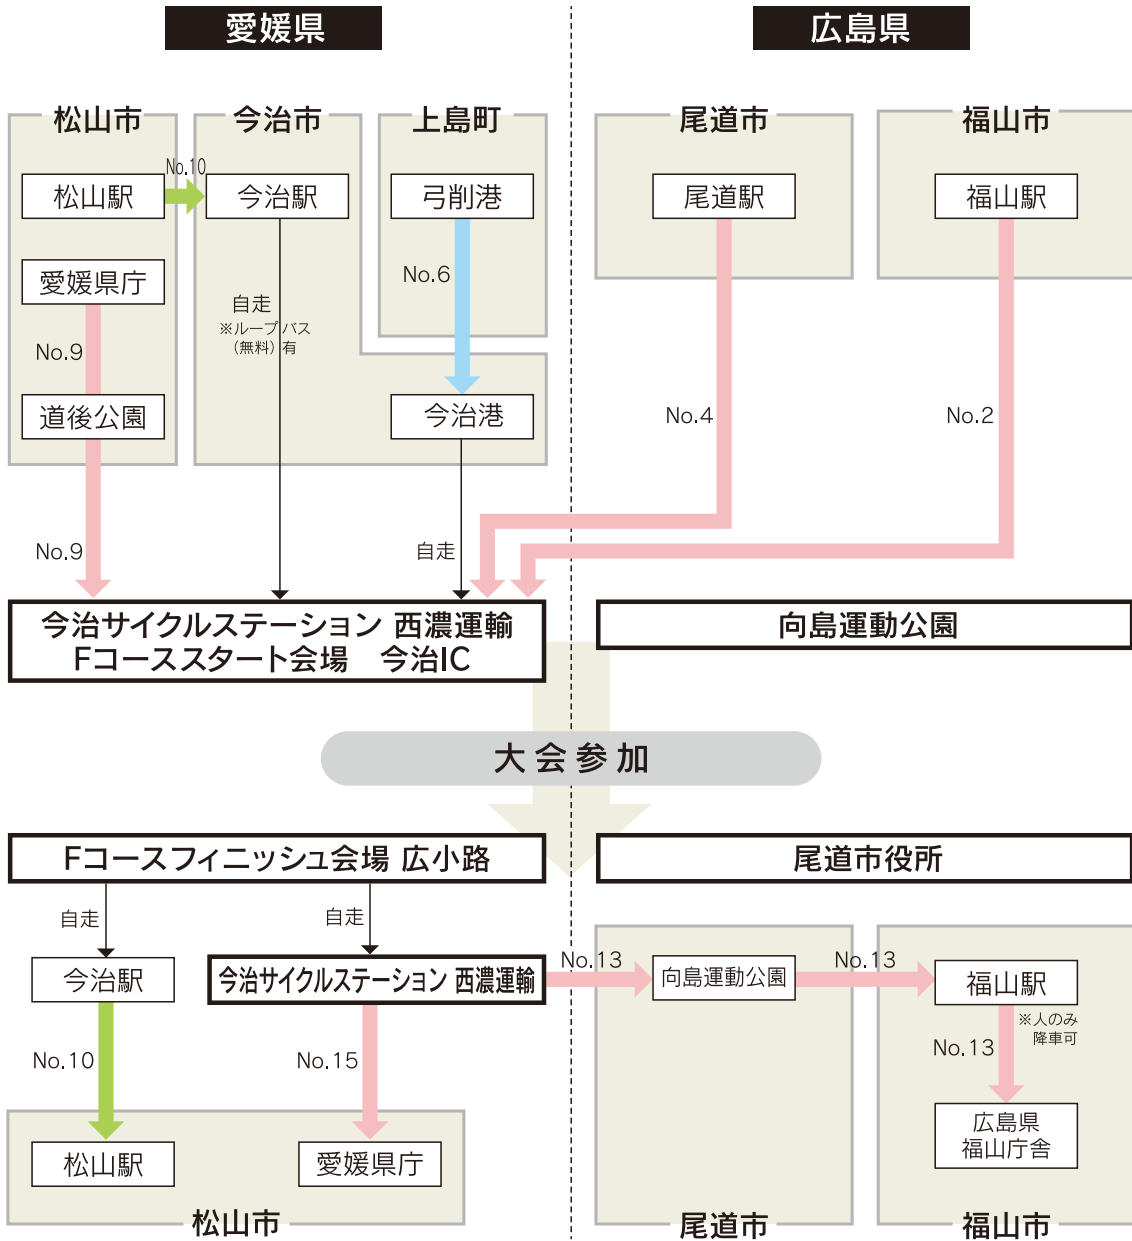 愛媛県
広島県
松山市
今治市
上島町
尾道市
福山市
No.10
松山駅
今治駅
弓削港
尾道駅
福山駅
愛媛県庁
No.6
自走
※ループバス
（無料）有
No.9
道後公園
今治港
No.4
No.2
No.9
自走
今治サイクルステーション 西濃運輸
Fコーススタート会場　今治IC
向島運動公園
大会参加
Fコースフィニッシュ会場 広小路
尾道市役所
自走
自走
今治駅
今治サイクルステーション 西濃運輸
No.13
向島運動公園
No.13
福山駅
※人のみ
降車可
No.10
No.15
No.13
松山駅
愛媛県庁
広島県
福山庁舎
松山市
尾道市
福山市